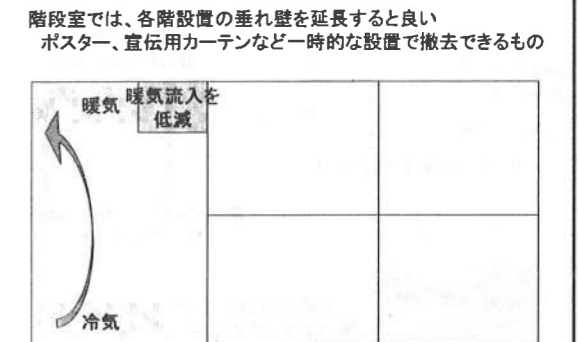 階段室では、各階設置の垂れ壁を延長すると良い
ポスター、宣伝用カーテンなど一時的な設置で撤去できるもの
暖気
暖気流入を
低減
冷気